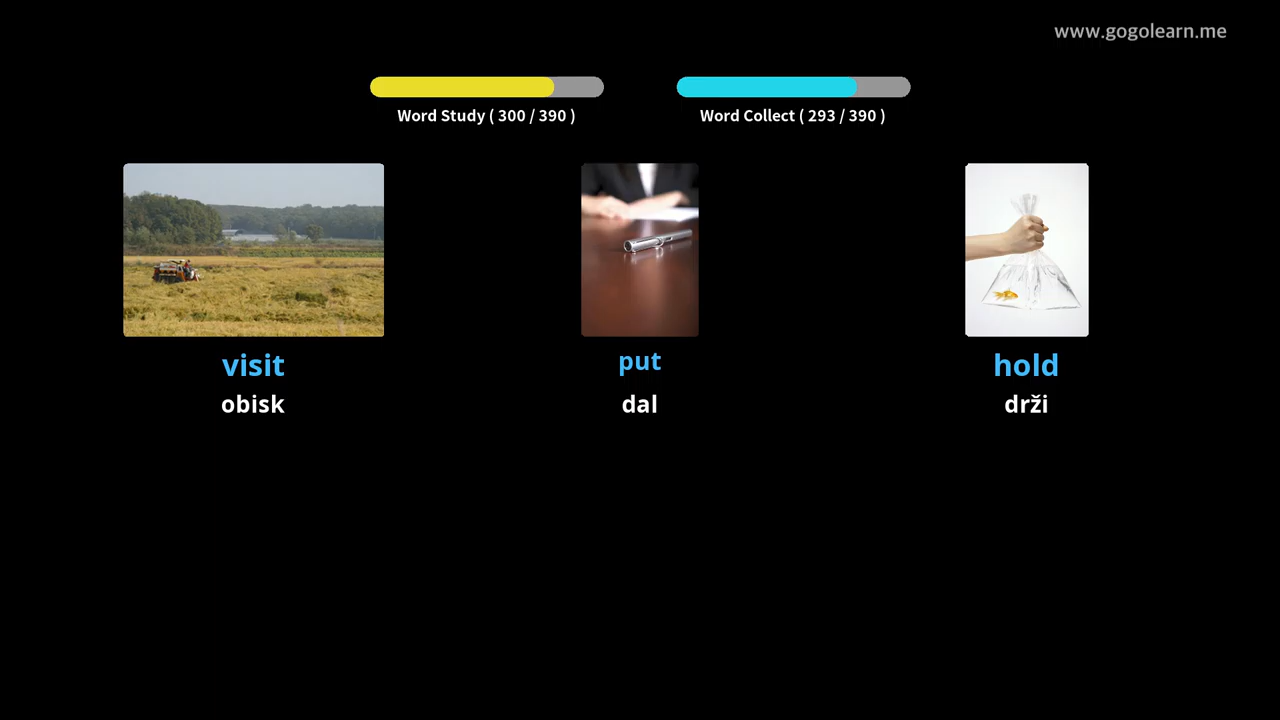 www.gogolearn.me
Word Study ( 300 / 390 )
Word Collect ( 293 / 390 )
visit
put
hold
obisk
dal
drži